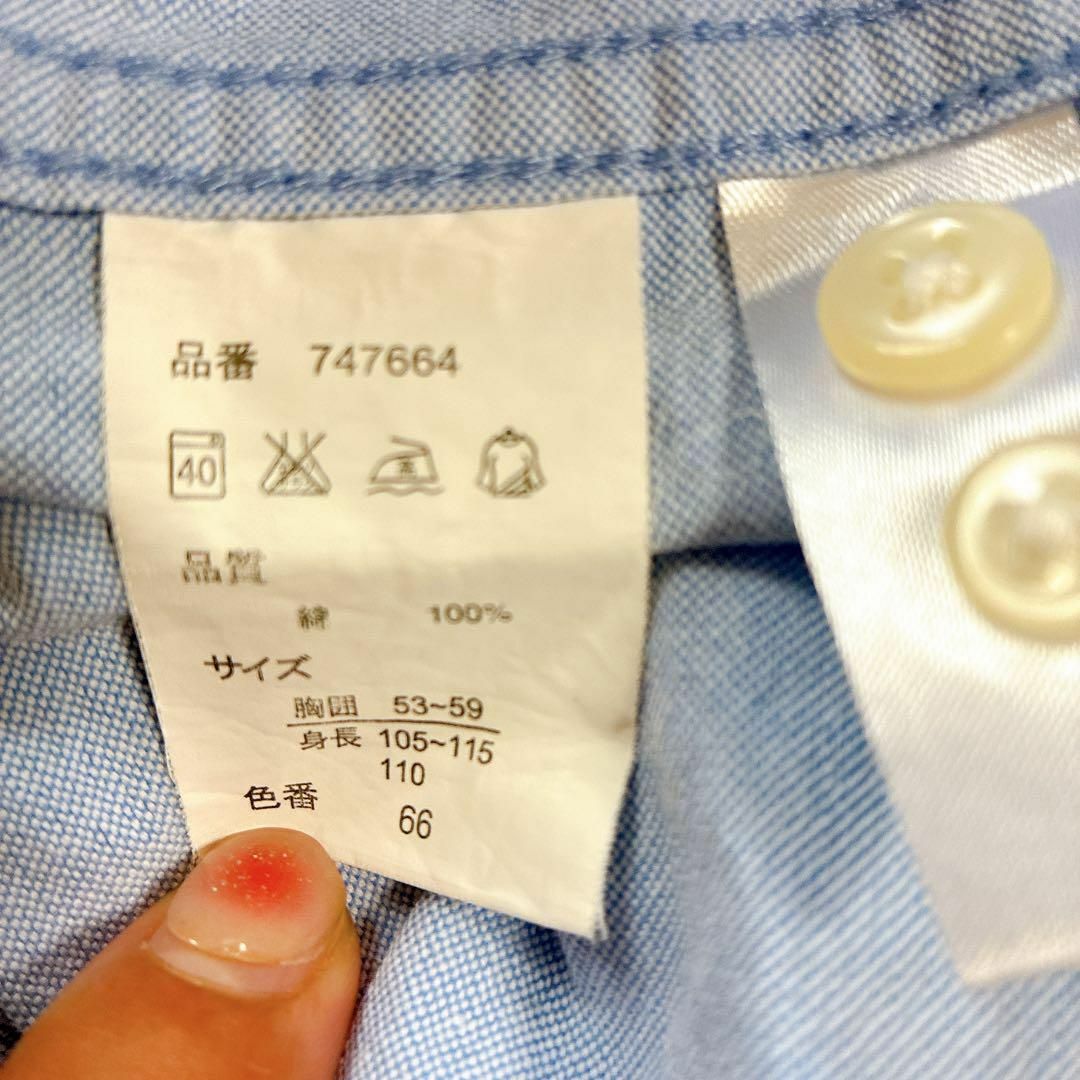 品番 747664
40
品質
綿 100%
サイズ
胸囲 53~59
身長 105~115
110
色番 66